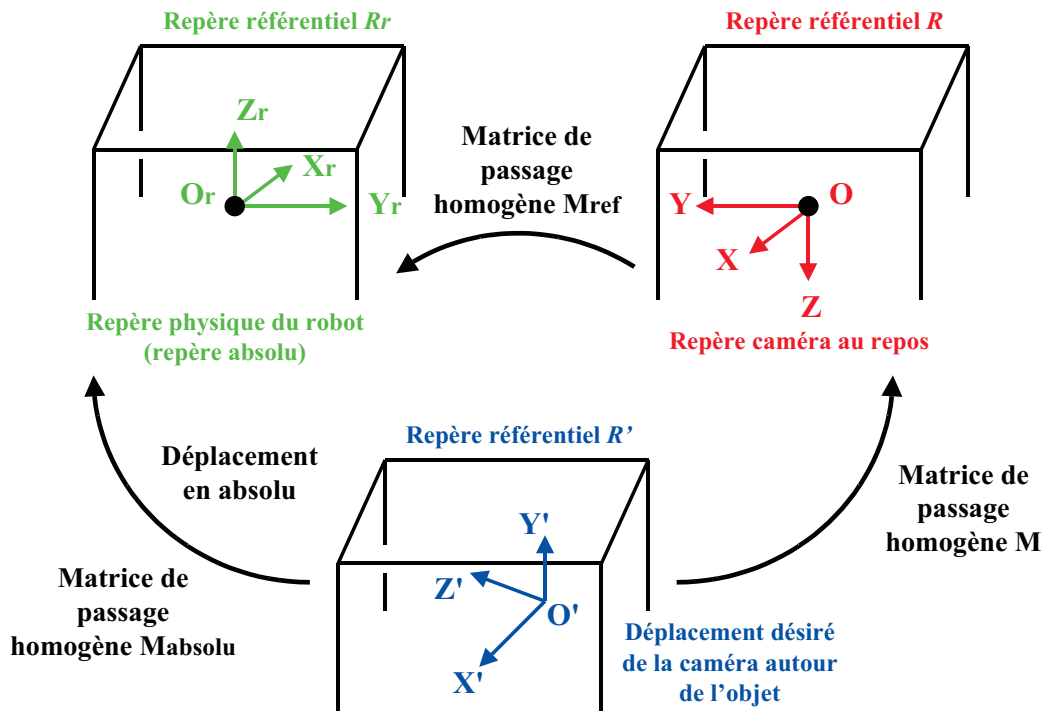 Repère référentiel Rr
Repère référentiel R
Zr
Xr
Or
Yr
Matrice de
passage
homogène Mref
Y
O
X
Z
Repère physique du robot
(repère absolu)
Repère caméra au repos
Repère référentiel R’
Déplacement
en absolu
Matrice de
passage
homogène M
Y'
Z'
O'
X'
Matrice de
passage
homogène Mabsolu
Déplacement désiré
de la caméra autour
de l’objet